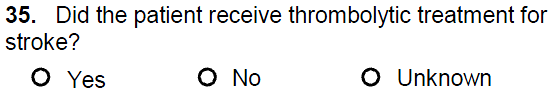 35. Did the patient receive thrombolytic treatment for
stroke?
Yes No Unknown